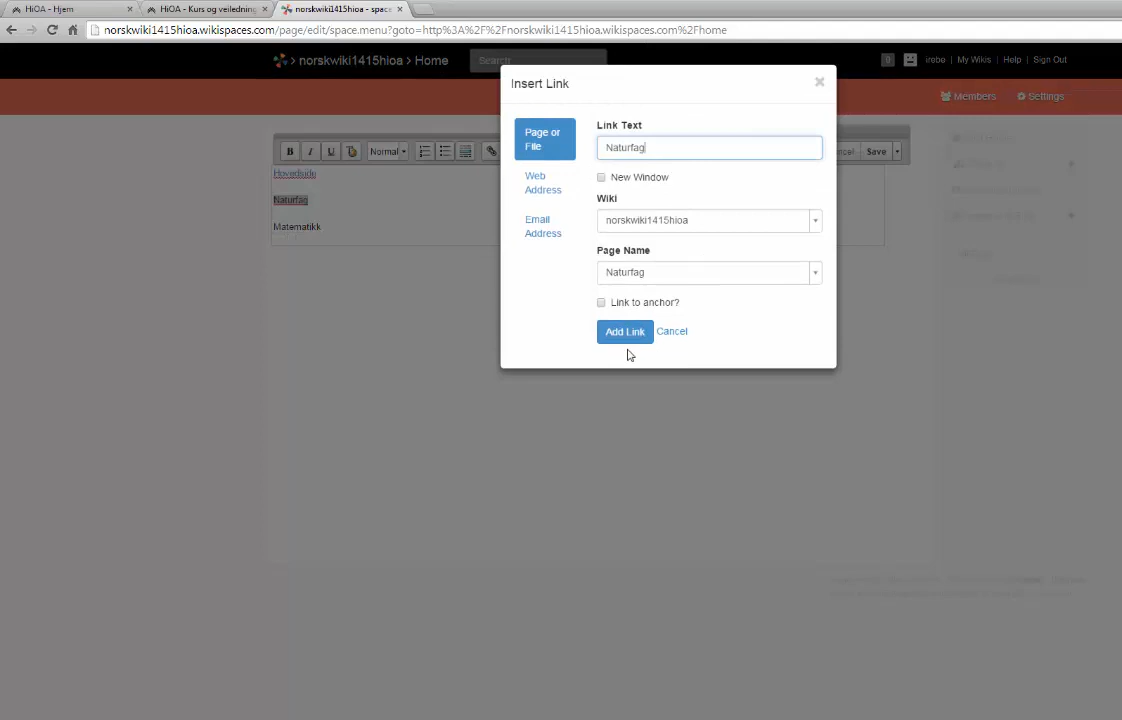 HiOA - Hjem
HiOA - Kurs og veiledning
norskwiki1415hioa - spac
norskwiki1415hioa.wikispaces.com/page/edit/space.menu?goto=http%3A%2F%2Fnorskwiki1415hioa.wikispaces.com%2Fhome
norskwiki1415hioa > Home
Search
0
irebe
My Wikis
Help
Sign Out
Members
Settings
B I U
Normal
Save
Hovedside
Naturfag
Matematikk
Insert Link
Page or
File
Web
Address
Email
Address
Link Text
Naturfag
New Window
Wiki
norskwiki1415hioa
Page Name
Naturfag
Link to anchor?
Add Link
Cancel